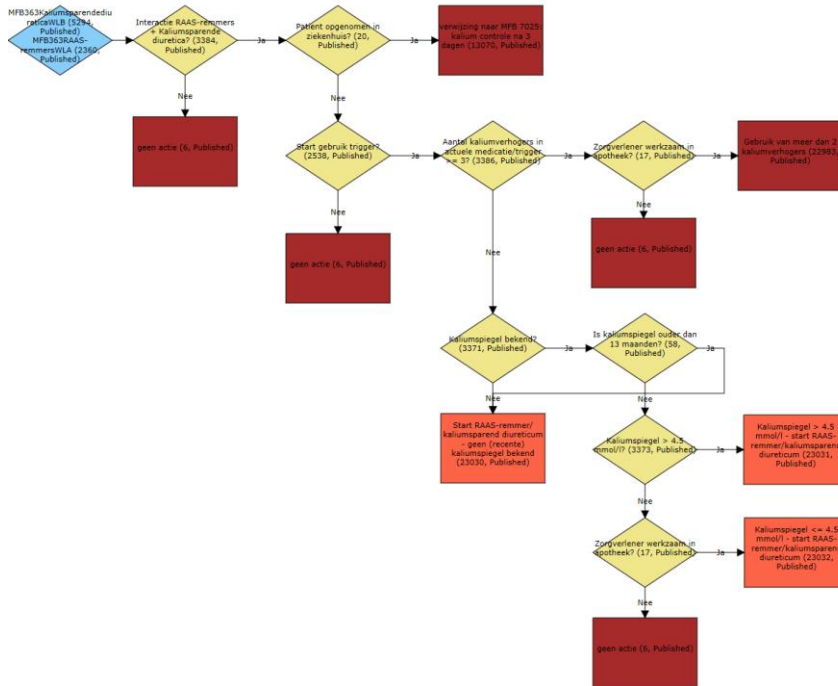 MFB363Kaliumsparendediu
reticaWLB (5294,
Published)
MFB363RAAS-
remmersWLA (2360,
Published)
Interactie RAAS-remmers
+ Kaliumsparende
diuretica? (3384,
Published)
Ja
Patient opgenomen in
ziekenhuis? (20,
Published)
Ja
verwijzing naar MFB 7025:
kalium controle na 3
dagen (13070, Published)
Nee
Nee
geen actie (6, Published)
Start gebruik trigger?
(2538, Published)
Ja
Aantal kaliumverhogers in
actuele medicatie/trigger
>= 3? (3386, Published)
Ja
Zorgverlener werkzaam in
apotheek? (17, Published)
Ja
Gebruik van meer dan 2
kaliumverhogers (22983,
Published)
Nee
Nee
Nee
geen actie (6, Published)
geen actie (6, Published)
Kaliumspiegel bekend?
(3371, Published)
Ja
Is kaliumspiegel ouder dan
13 maanden? (58,
Published)
Ja
Nee
Nee
Start RAAS-remmer/
kaliumsparend diureticum
- geen (recente)
kaliumspiegel bekend
(23030, Published)
Kaliumspiegel > 4.5
mmol/l? (3373, Published)
Ja
Kaliumspiegel > 4.5
mmol/l - start RAAS-
remmer/kaliumsparend
diureticum (23031,
Published)
Nee
Zorgverlener werkzaam in
apotheek? (17, Published)
Ja
Kaliumspiegel <= 4.5
mmol/l - start RAAS-
remmer/kaliumsparend
diureticum (23032,
Published)
Nee
geen actie (6, Published)